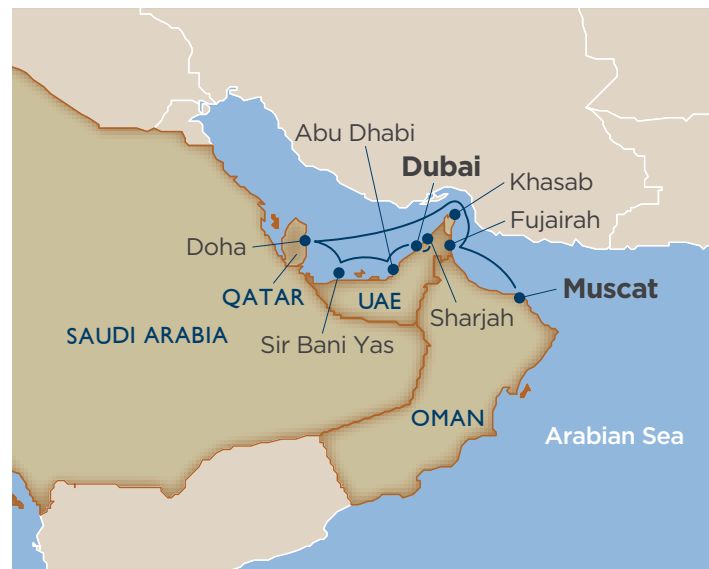 Abu Dhabi
Dubai
Khasab
Fujairah
Doha
QATAR
UAE
Muscat
Sharjah
SAUDI ARABIA
Sir Bani Yas
OMAN
Arabian Sea